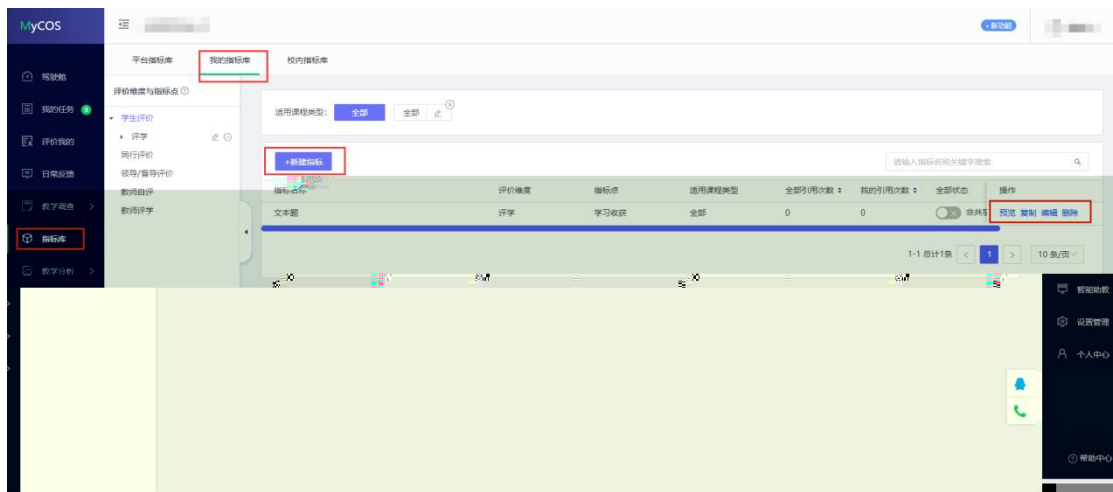 MyCOS
+新功能
平台指标库 我的指标库 校内指标库
驾驶舱
我的任务
评价我的
日常反馈
教学调查 >
指标库
教学分析 >
评价维度与指标点
学生评价
评学
同行评价
领导/督导评价
教师自评
教师评学
适用课程类型: 全部 全部
+新建指标
请输入指标名称关键字搜索
指标名称 评价维度 指标点 适用课程类型 全部引用次数 我的引用次数 全部状态 操作
文本题 评学 学习收获 全部 0 0 非共享 预览 复制 编辑 删除
1-1 总计1条 < 1 > 10 条/页
智能助教
设置管理
个人中心
帮助中心